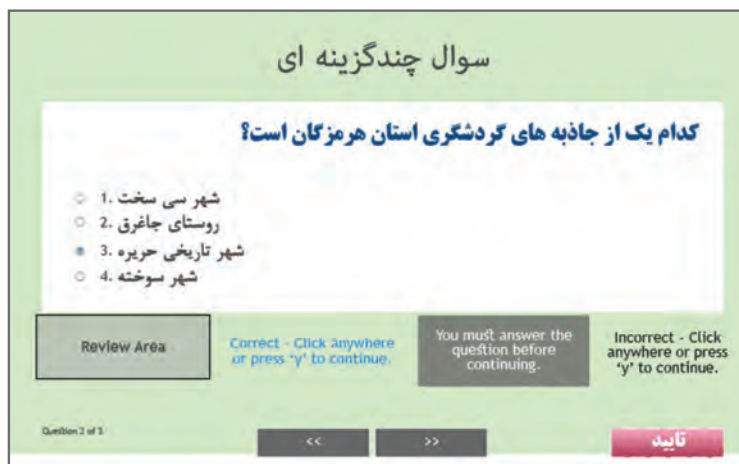 سوال چندگزینه ای
کدام یک از جاذبه های گردشگری استان هرمزگان است؟
1. شهر سی سخت
2. روستای جاغرق
3. شهر تاریخی حریره
4. شهر سوخته
Review Area
Correct - Click anywhere
or press 'y' to continue.
You must answer the
question before
continuing.
Incorrect - Click
anywhere or press
'y' to continue.
Question 2 of 3
<<
>>
تایید